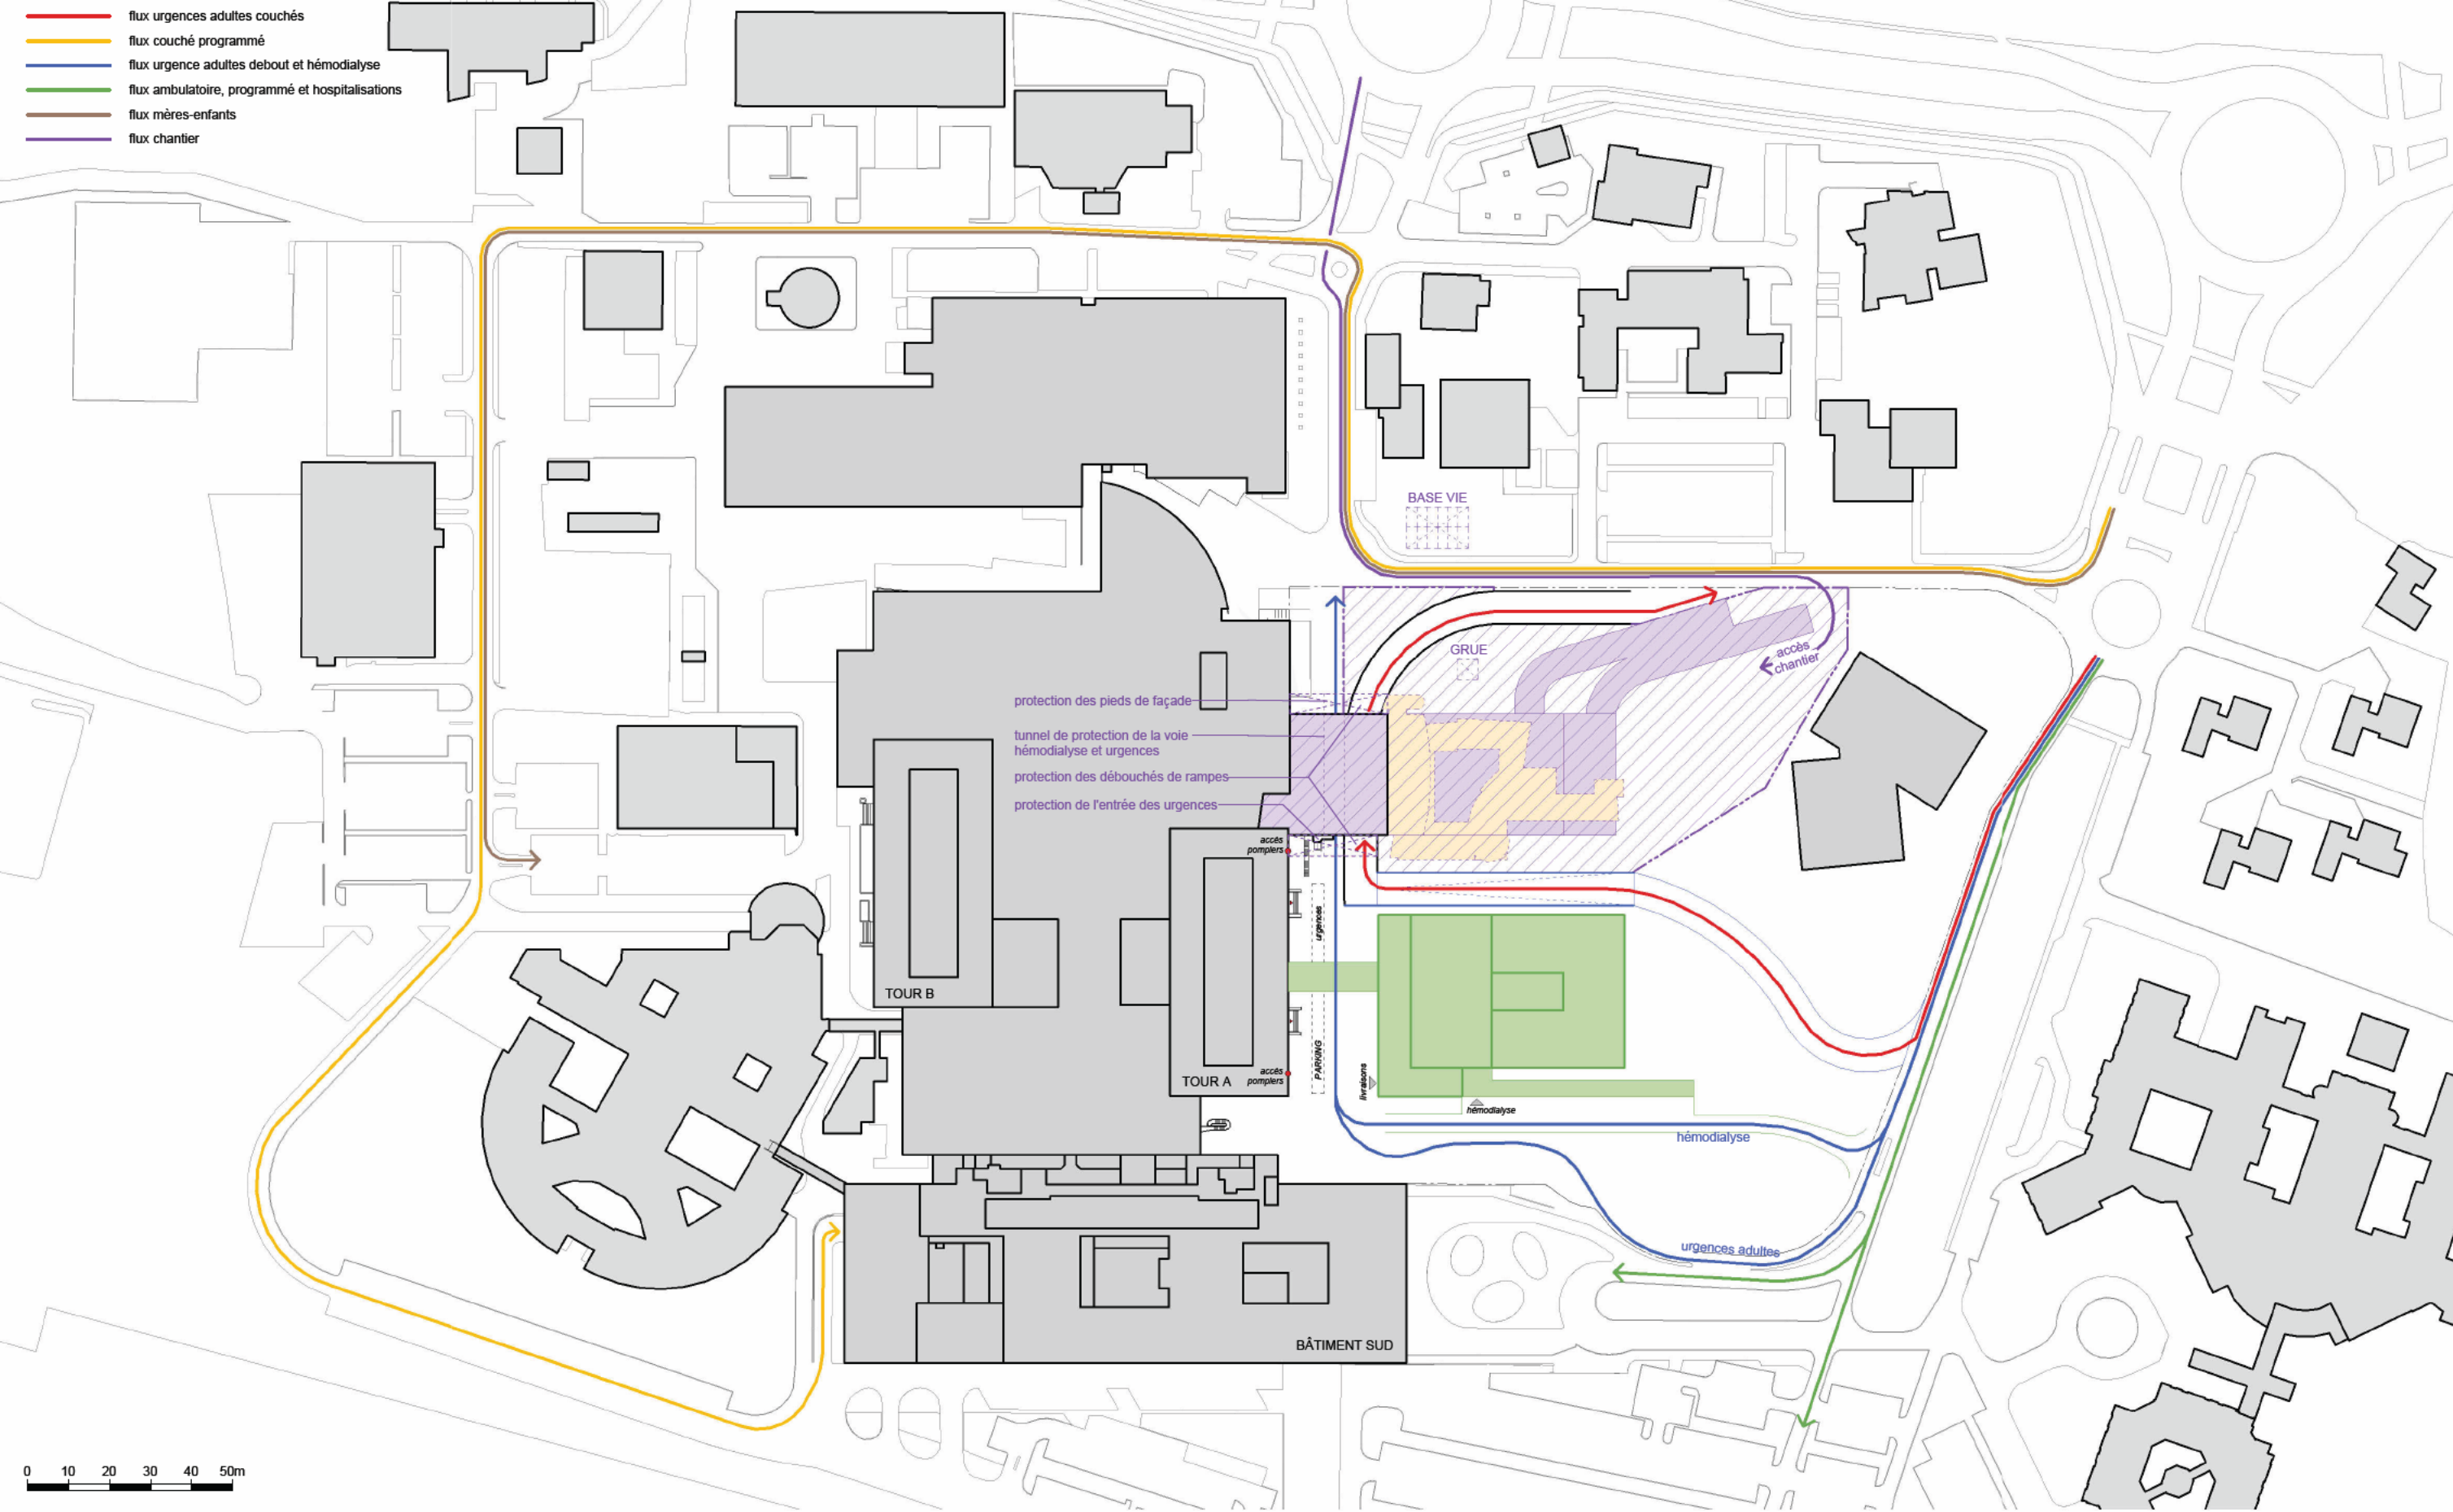 flux urgences adultes couchés
flux couché programmé
flux urgence adultes debout et hémodialyse
flux ambulatoire, programmé et hospitalisations
flux mères-enfants
flux chantier
BASE VIE
GRUE
accès
chantier
protection des pieds de façade
tunnel de protection de la voie
hémodialyse et urgences
protection des débouchés de rampes
protection de l'entrée des urgences
accès
pompiers
urgences
TOUR B
PARKING
TOUR A
accès
pompiers
livraisons
hémodialyse
hémodialyse
urgences adultes
BÂTIMENT SUD
0 10 20 30 40 50m